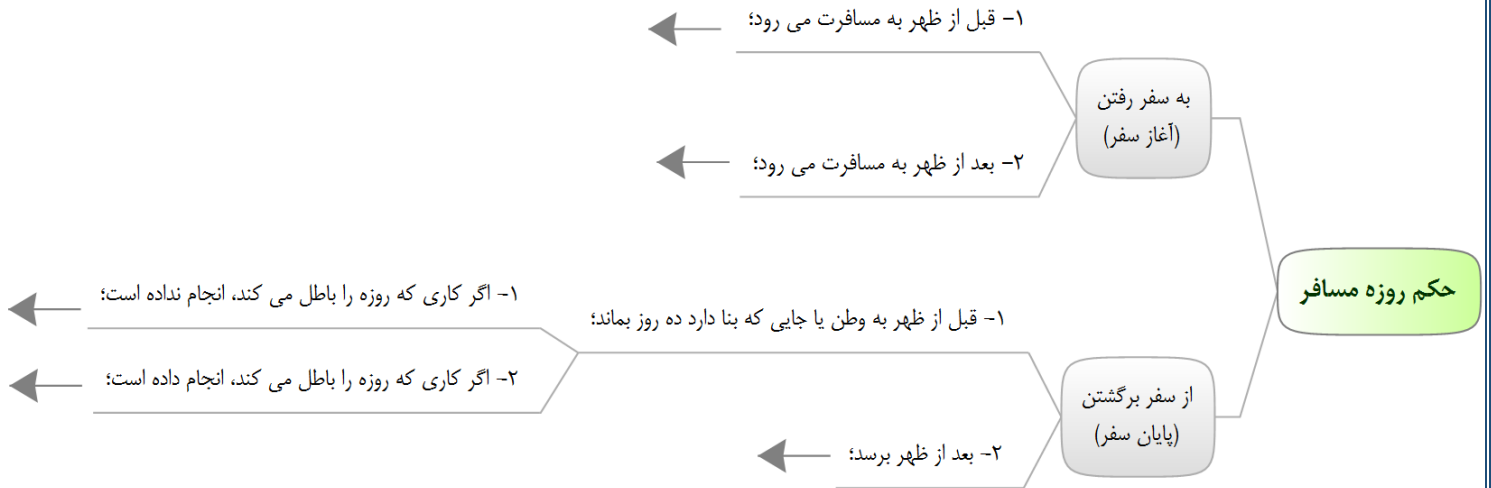 حکم روزه مسافر
به سفر رفتن
(آغاز سفر)
۱- قبل از ظهر به مسافرت می رود؛
۲- بعد از ظهر به مسافرت می رود؛
از سفر برگشتن
(پایان سفر)
۱- قبل از ظهر به وطن یا جایی که بنا دارد ده روز بماند؛
۱- اگر کاری که روزه را باطل می کند، انجام نداده است؛
۲- اگر کاری که روزه را باطل می کند، انجام داده است؛
۲- بعد از ظهر برسد؛